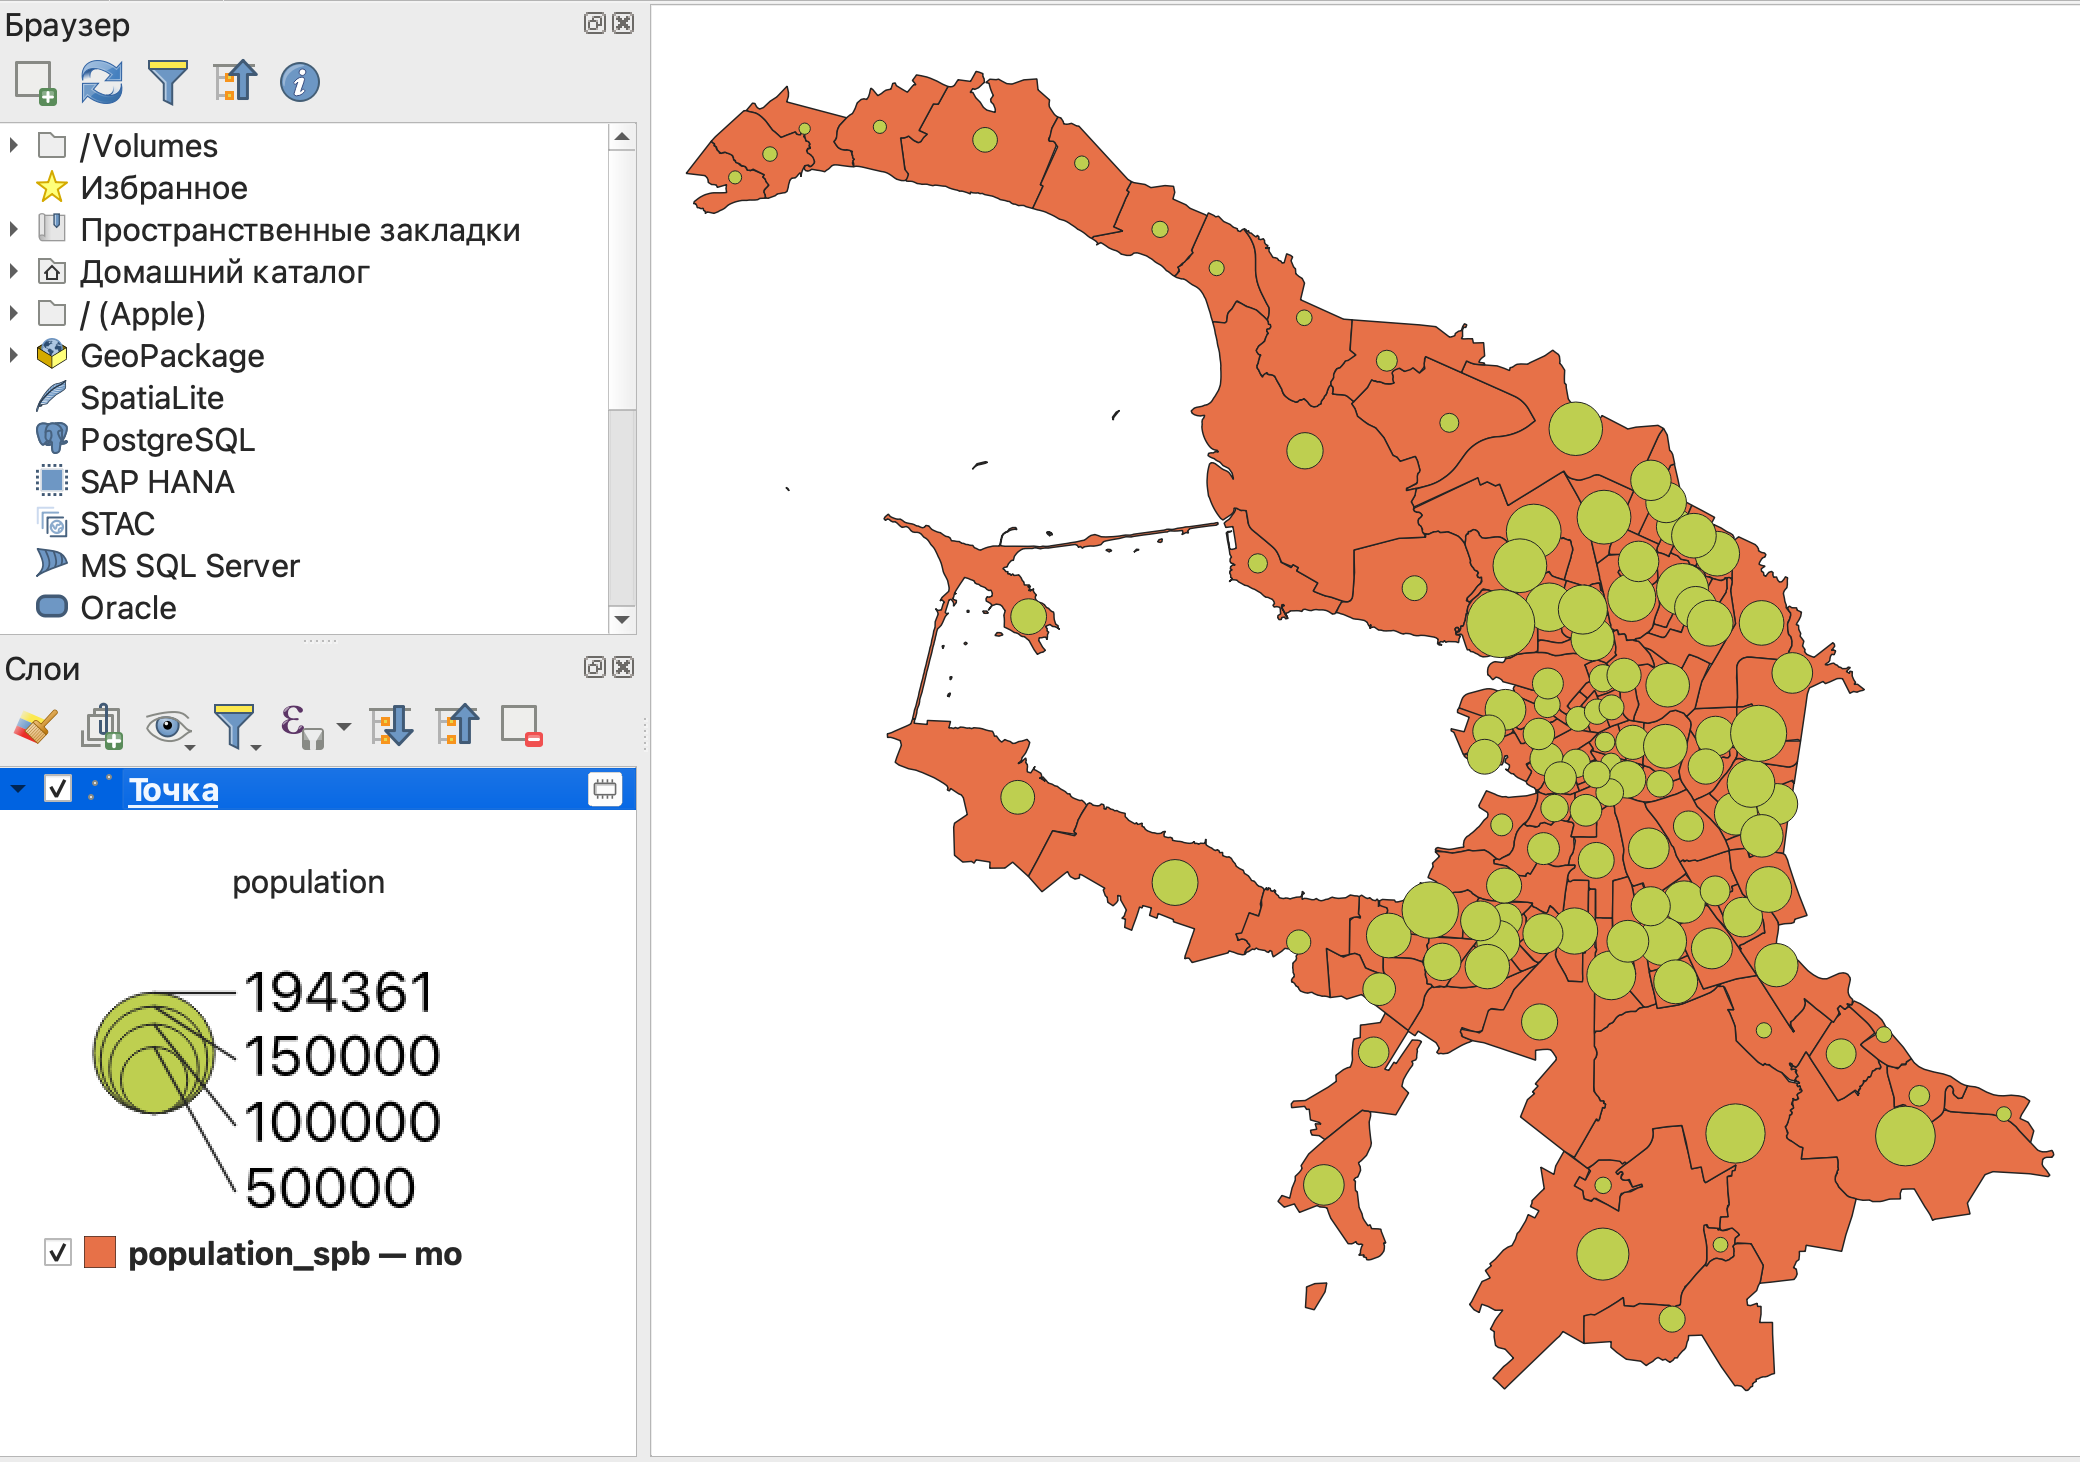 Браузер
/Volumes
Избранное
Пространственные закладки
Домашний каталог
/ (Apple)
GeoPackage
SpatiaLite
PostgreSQL
SAP HANA
STAC
MS SQL Server
Oracle
Слои
Точка
population
194361
150000
100000
50000
population_spb — mo